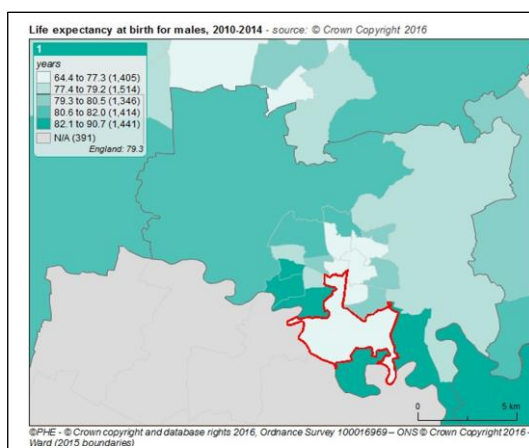 Life expectancy at birth for males, 2010-2014 - source: © Crown Copyright 2016
1
years
64.4 to 77.3 (1,405)
77.4 to 79.2 (1,514)
79.3 to 80.5 (1,346)
80.6 to 82.0 (1,414)
82.1 to 90.7 (1,441)
N/A (391)
England: 79.3
0 5 km
©PHE - © Crown copyright and database rights 2016, Ordnance Survey 100016969 – ONS © Crown Copyright 2016 -
Ward (2015 boundaries)